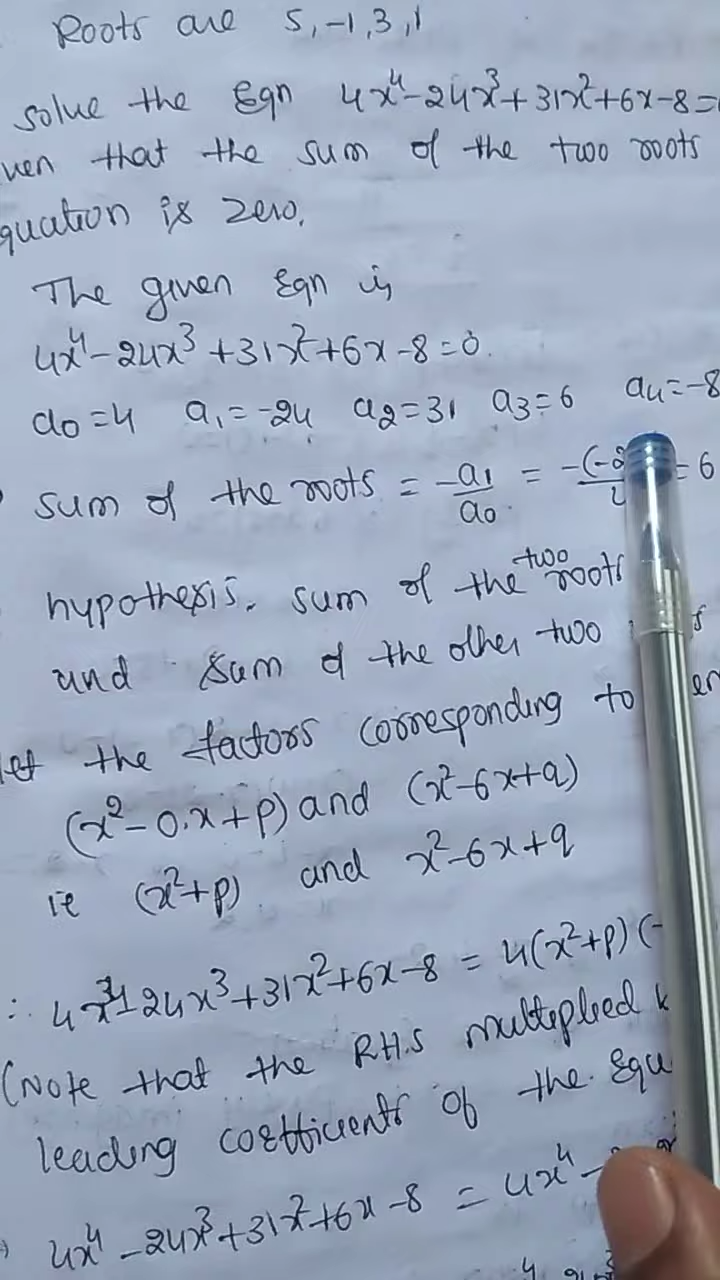 Roots are 5, -1, 3, 1
solve the Eqn 4x⁴-24x³+31x²+6x-8=
ven that the sum of the two roots
quation is zero.
The given Eqn is
4x⁴-24x³+31x²+6x-8=0.
a₀=4 a₁=-24 a₂=31 a₃=6 a₄=-8
sum of the roots = -a₁/a₀ = = 6
hypothesis. sum of the two roots
and sum of the other two
let the factors corresponding to
(x²-0.x+p) and (x²-6x+q)
ie (x²+p) and x²-6x+q
∴ 4x⁴-24x³+31x²+6x-8 = 4(x²+p)(
(Note that the R.H.S multiplied
leading coefficients of the Equ
4x⁴-24x³+31x²+6x-8 = 4x⁴-